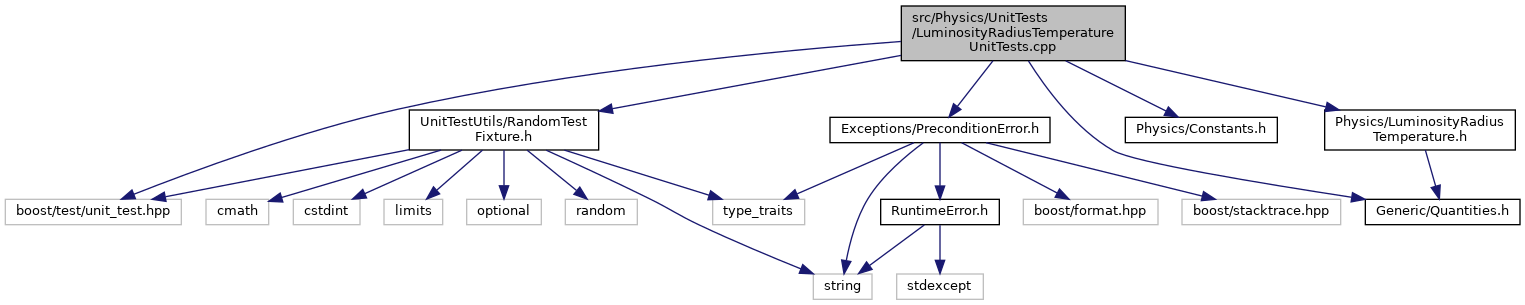 src/Physics/UnitTests
/LuminosityRadiusTemperature
UnitTests.cpp
UnitTestUtils/RandomTest
Fixture.h
Exceptions/PreconditionError.h
Physics/Constants.h
Physics/LuminosityRadius
Temperature.h
boost/test/unit_test.hpp
cmath
cstdint
limits
optional
random
type_traits
RuntimeError.h
boost/format.hpp
boost/stacktrace.hpp
Generic/Quantities.h
string
stdexcept